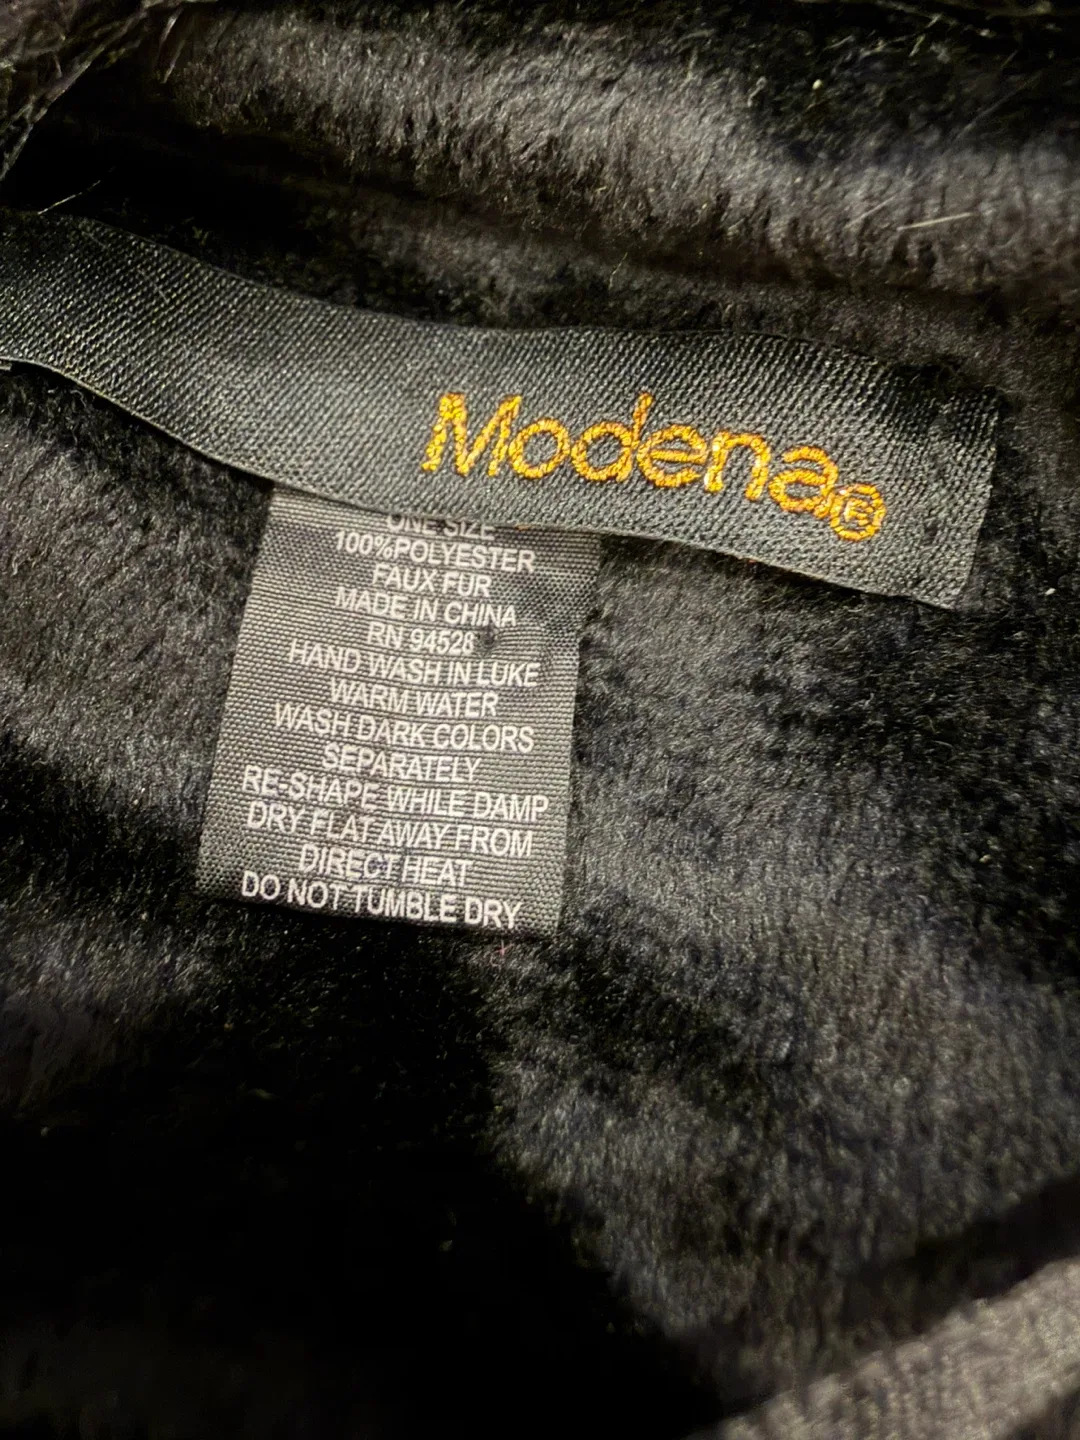 Modena®
ONE SIZE
100%POLYESTER
FAUX FUR
MADE IN CHINA
RN 94528
HAND WASH IN LUKE
WARM WATER
WASH DARK COLORS
SEPARATELY
RE-SHAPE WHILE DAMP
DRY FLAT AWAY FROM
DIRECT HEAT
DO NOT TUMBLE DRY